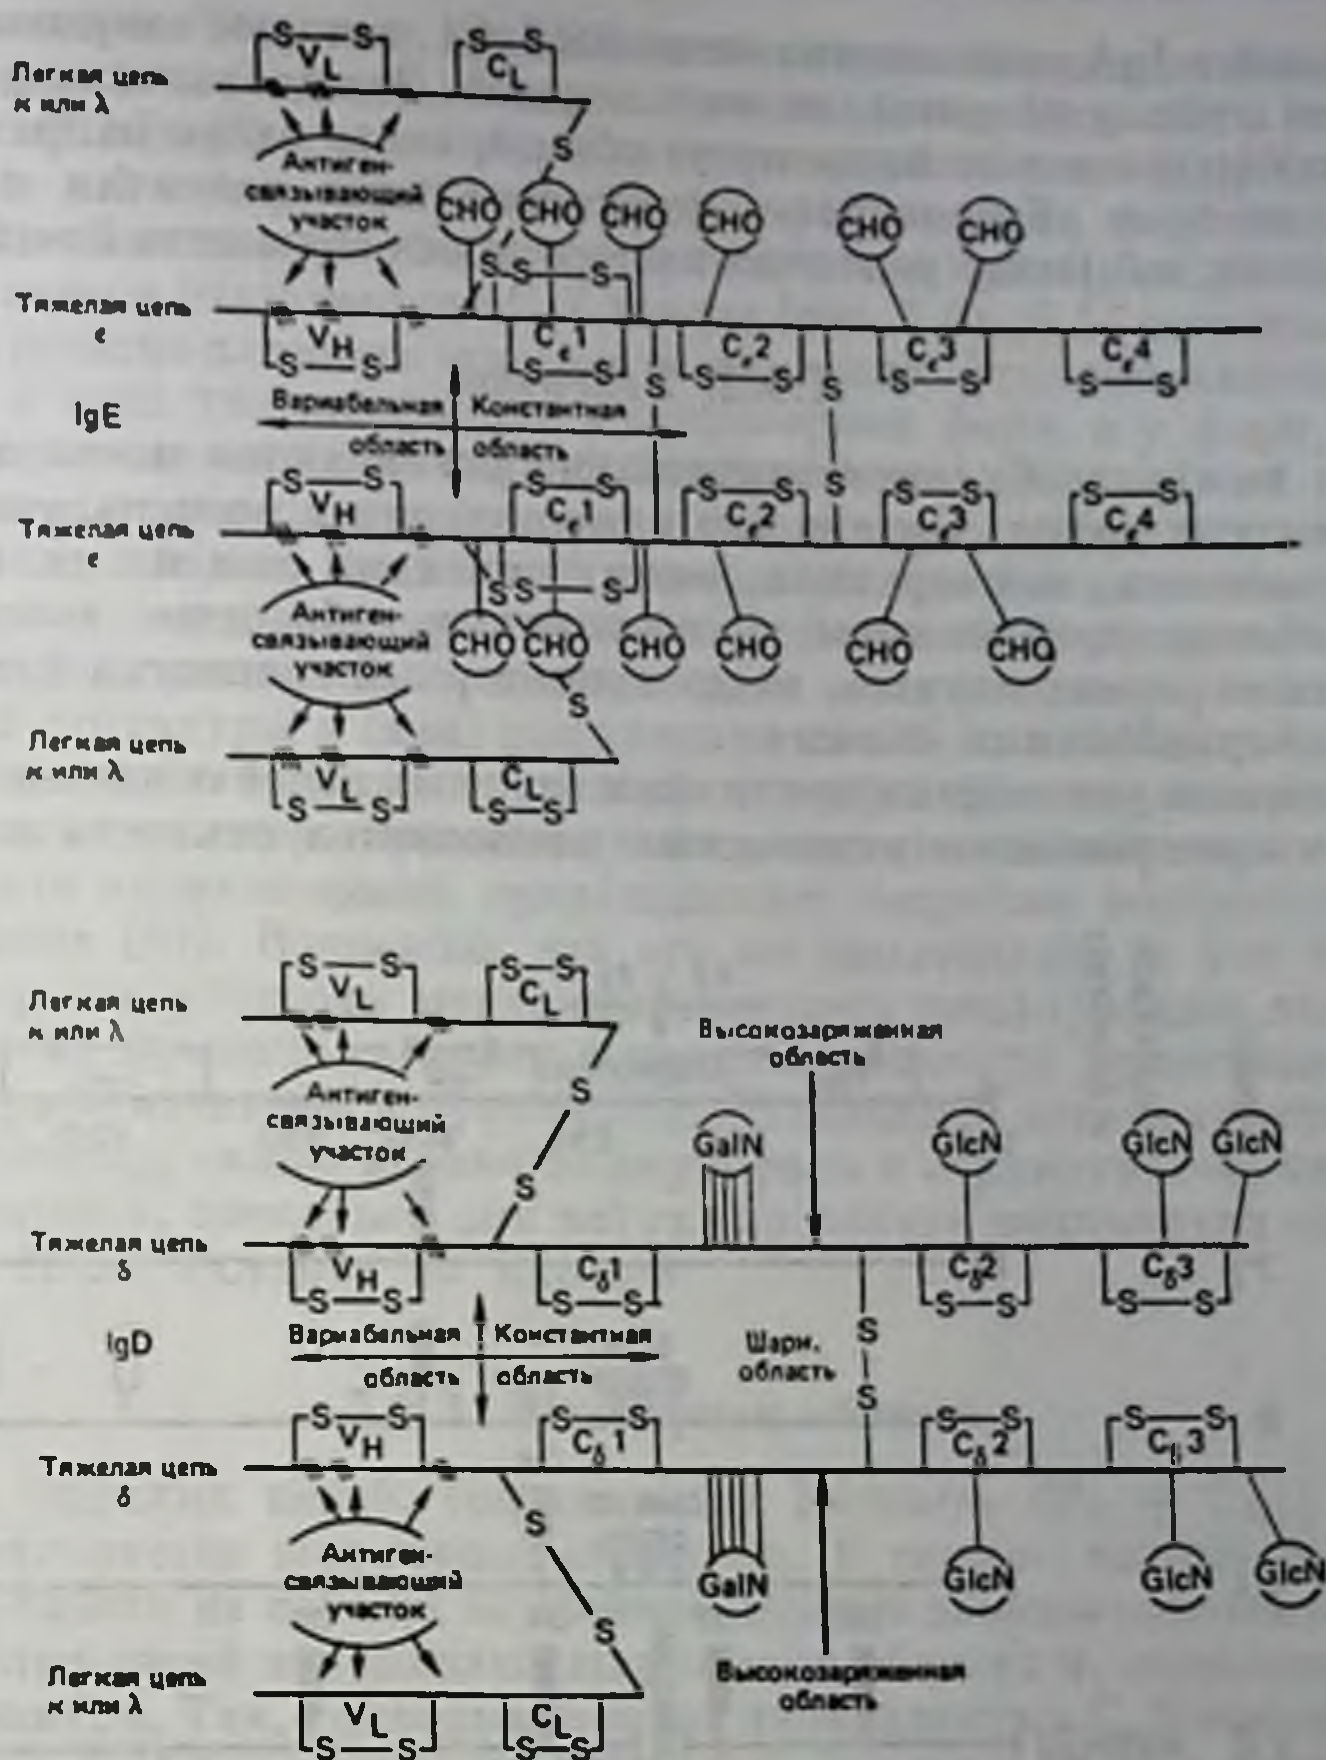 S S S S
Легкая цепь V_L C_L
κ или λ
S
Антиген-
связывающий CHO CHO CHO CHO CHO CHO
участок
S S S
Тяжелая цепь
ε V_H C_ε1 C_ε2 C_ε3 C_ε4
S S S S S S S S S S
S S
IgE Вариабельная Константная
область область
S S
S S S S S S S S S S
V_H C_ε1 C_ε2 C_ε3 C_ε4
Тяжелая цепь
ε
S S S
Антиген-
связывающий CHO CHO CHO CHO CHO CHO
участок
S
Легкая цепь
κ или λ V_L C_L
S S S S
S S S S
Легкая цепь V_L C_L
κ или λ
Высокозаряженная
область
S
Антиген-
связывающий GalN GlcN GlcN GlcN
участок
S
Тяжелая цепь
δ V_H C_δ1 C_δ2 C_δ3
S S S S S S S S
IgD Вариабельная Константная
область область
Шарн.
область
S
S
S S S S S S S S
V_H C_δ1 C_δ2 C_δ3
Тяжелая цепь
δ
S
Антиген-
связывающий GalN GlcN GlcN GlcN
участок
S
Легкая цепь
κ или λ V_L C_L
S S S S
Высокозаряженная
область